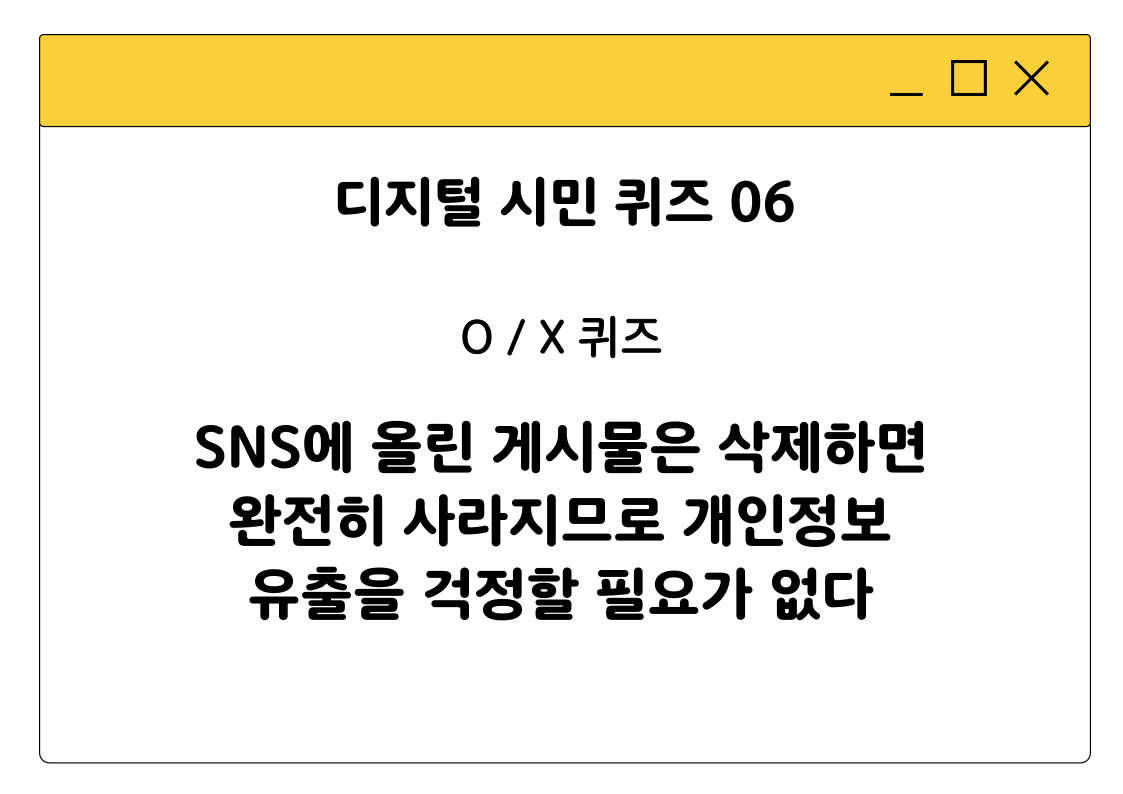 디지털 시민 퀴즈 06
O / X 퀴즈
SNS에 올린 게시물은 삭제하면
완전히 사라지므로 개인정보
유출을 걱정할 필요가 없다